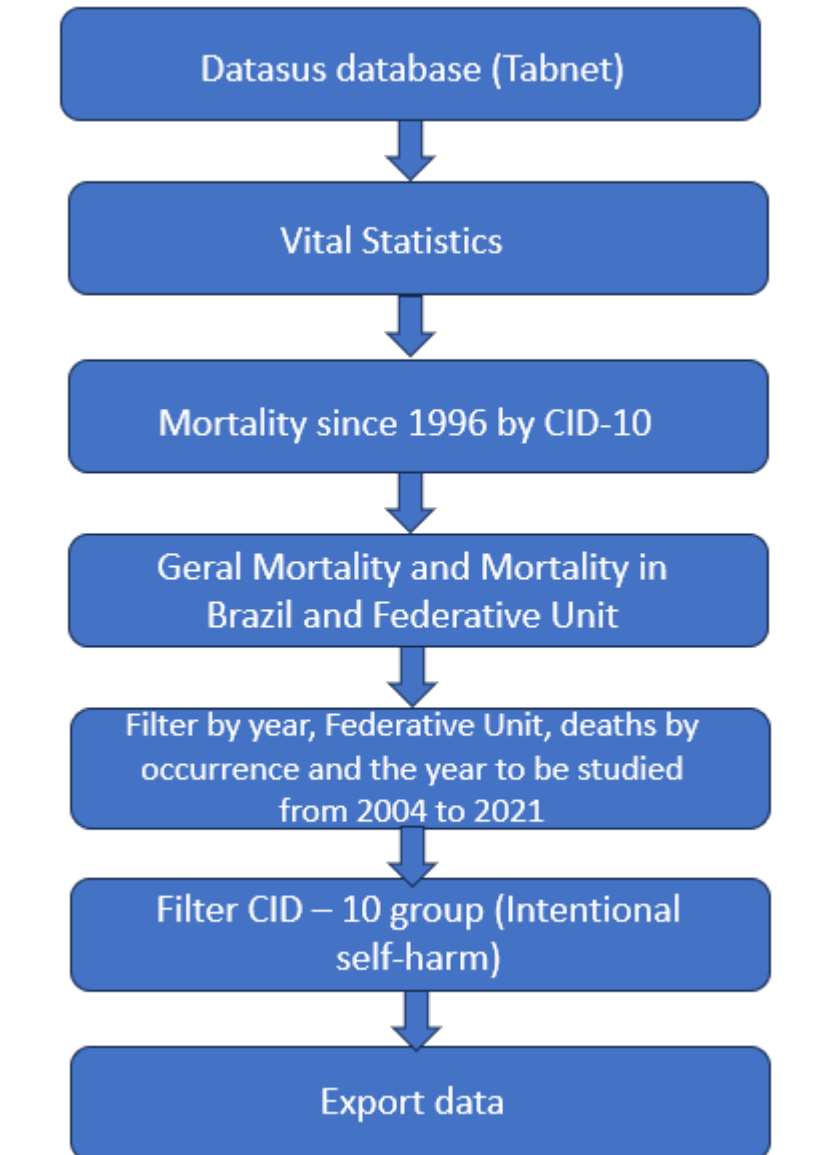 Datasus database (Tabnet)
Vital Statistics
Mortality since 1996 by CID-10
Geral Mortality and Mortality in
Brazil and Federative Unit
Filter by year, Federative Unit, deaths by
occurrence and the year to be studied
from 2004 to 2021
Filter CID – 10 group (Intentional
self-harm)
Export data